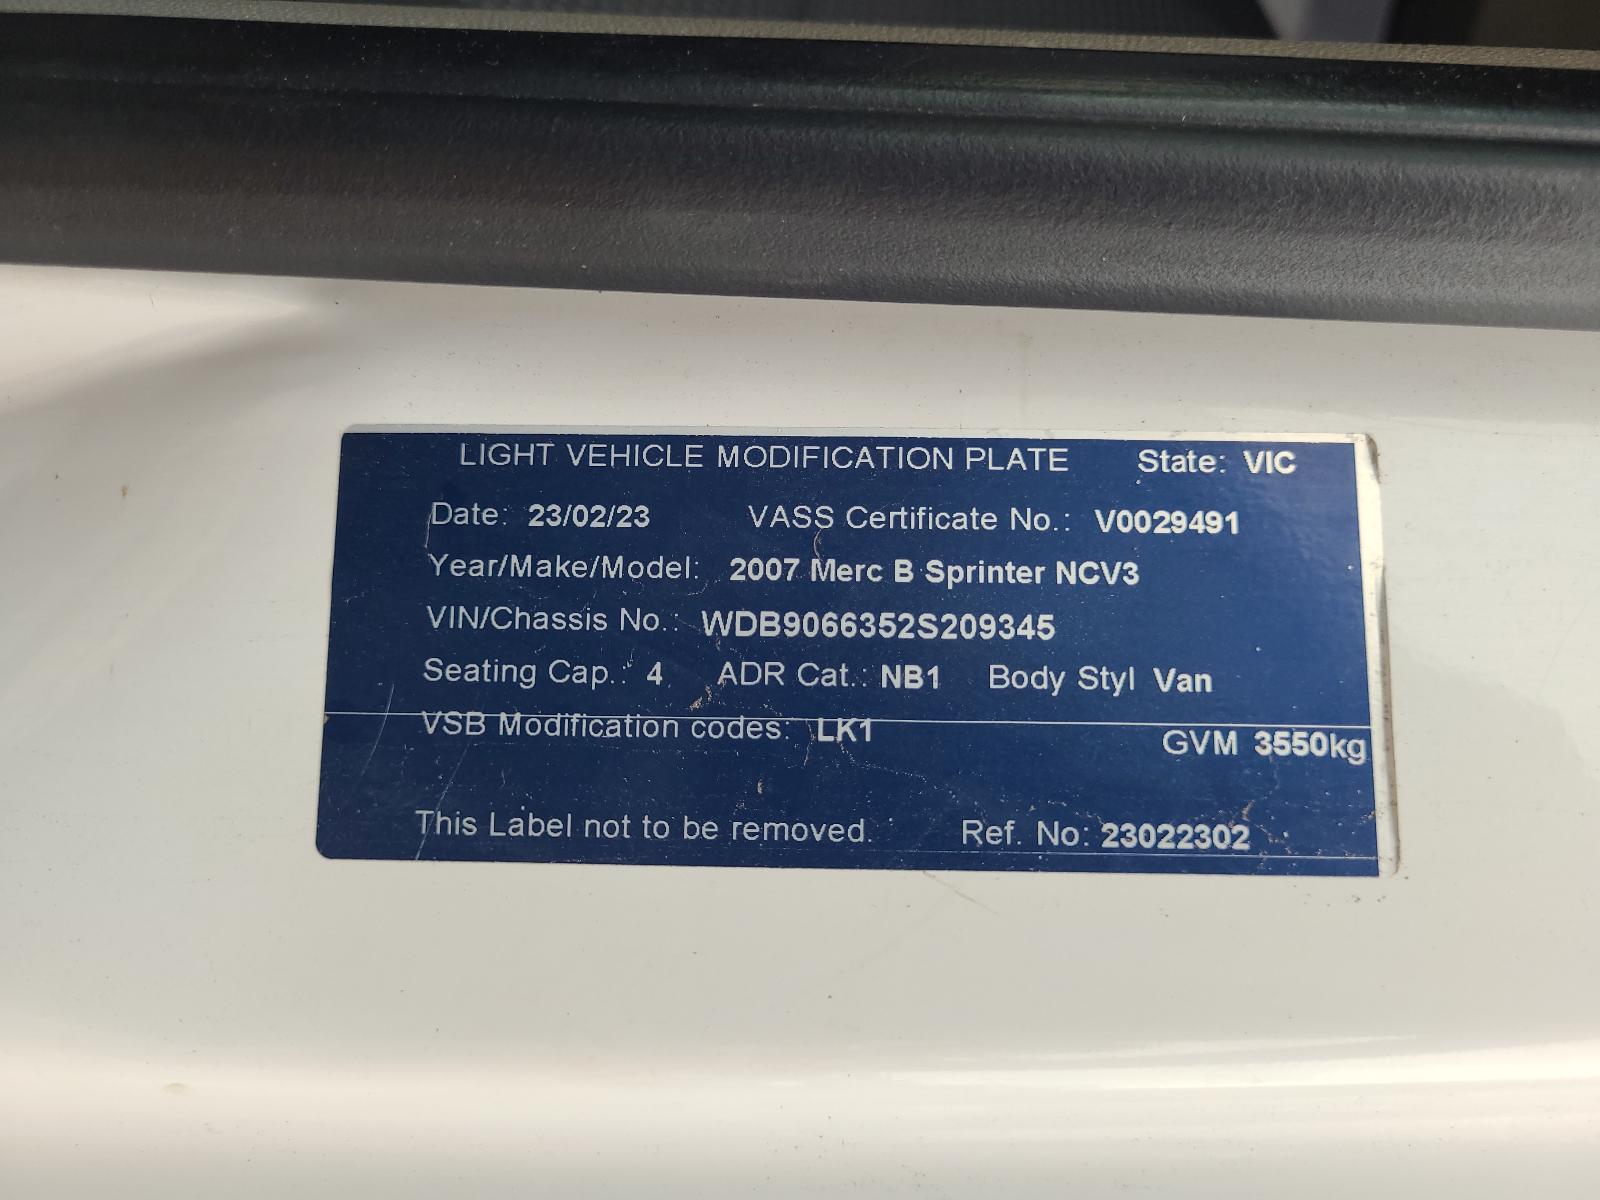 LIGHT VEHICLE MODIFICATION PLATE State: VIC
Date: 23/02/23 VASS Certificate No.: V0029491
Year/Make/Model: 2007 Merc B Sprinter NCV3
VIN/Chassis No.: WDB9066352S209345
Seating Cap.: 4 ADR Cat.: NB1 Body Styl Van
VSB Modification codes: LK1 GVM 3550kg
This Label not to be removed. Ref. No: 23022302